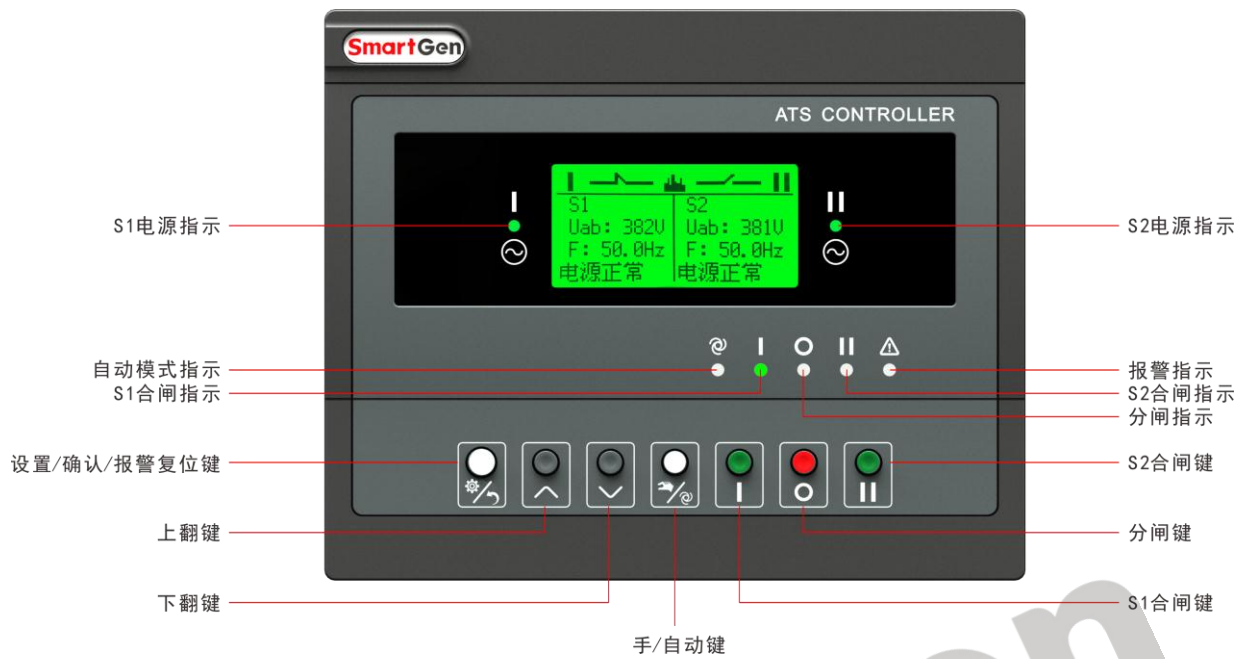 SmartGen
ATS CONTROLLER
S1 S2
Uab: 382V Uab: 381V
F: 50.0Hz F: 50.0Hz
电源正常 电源正常
S1电源指示
S2电源指示
自动模式指示
S1合闸指示
报警指示
S2合闸指示
分闸指示
设置/确认/报警复位键
S2合闸键
上翻键
分闸键
下翻键
S1合闸键
手/自动键